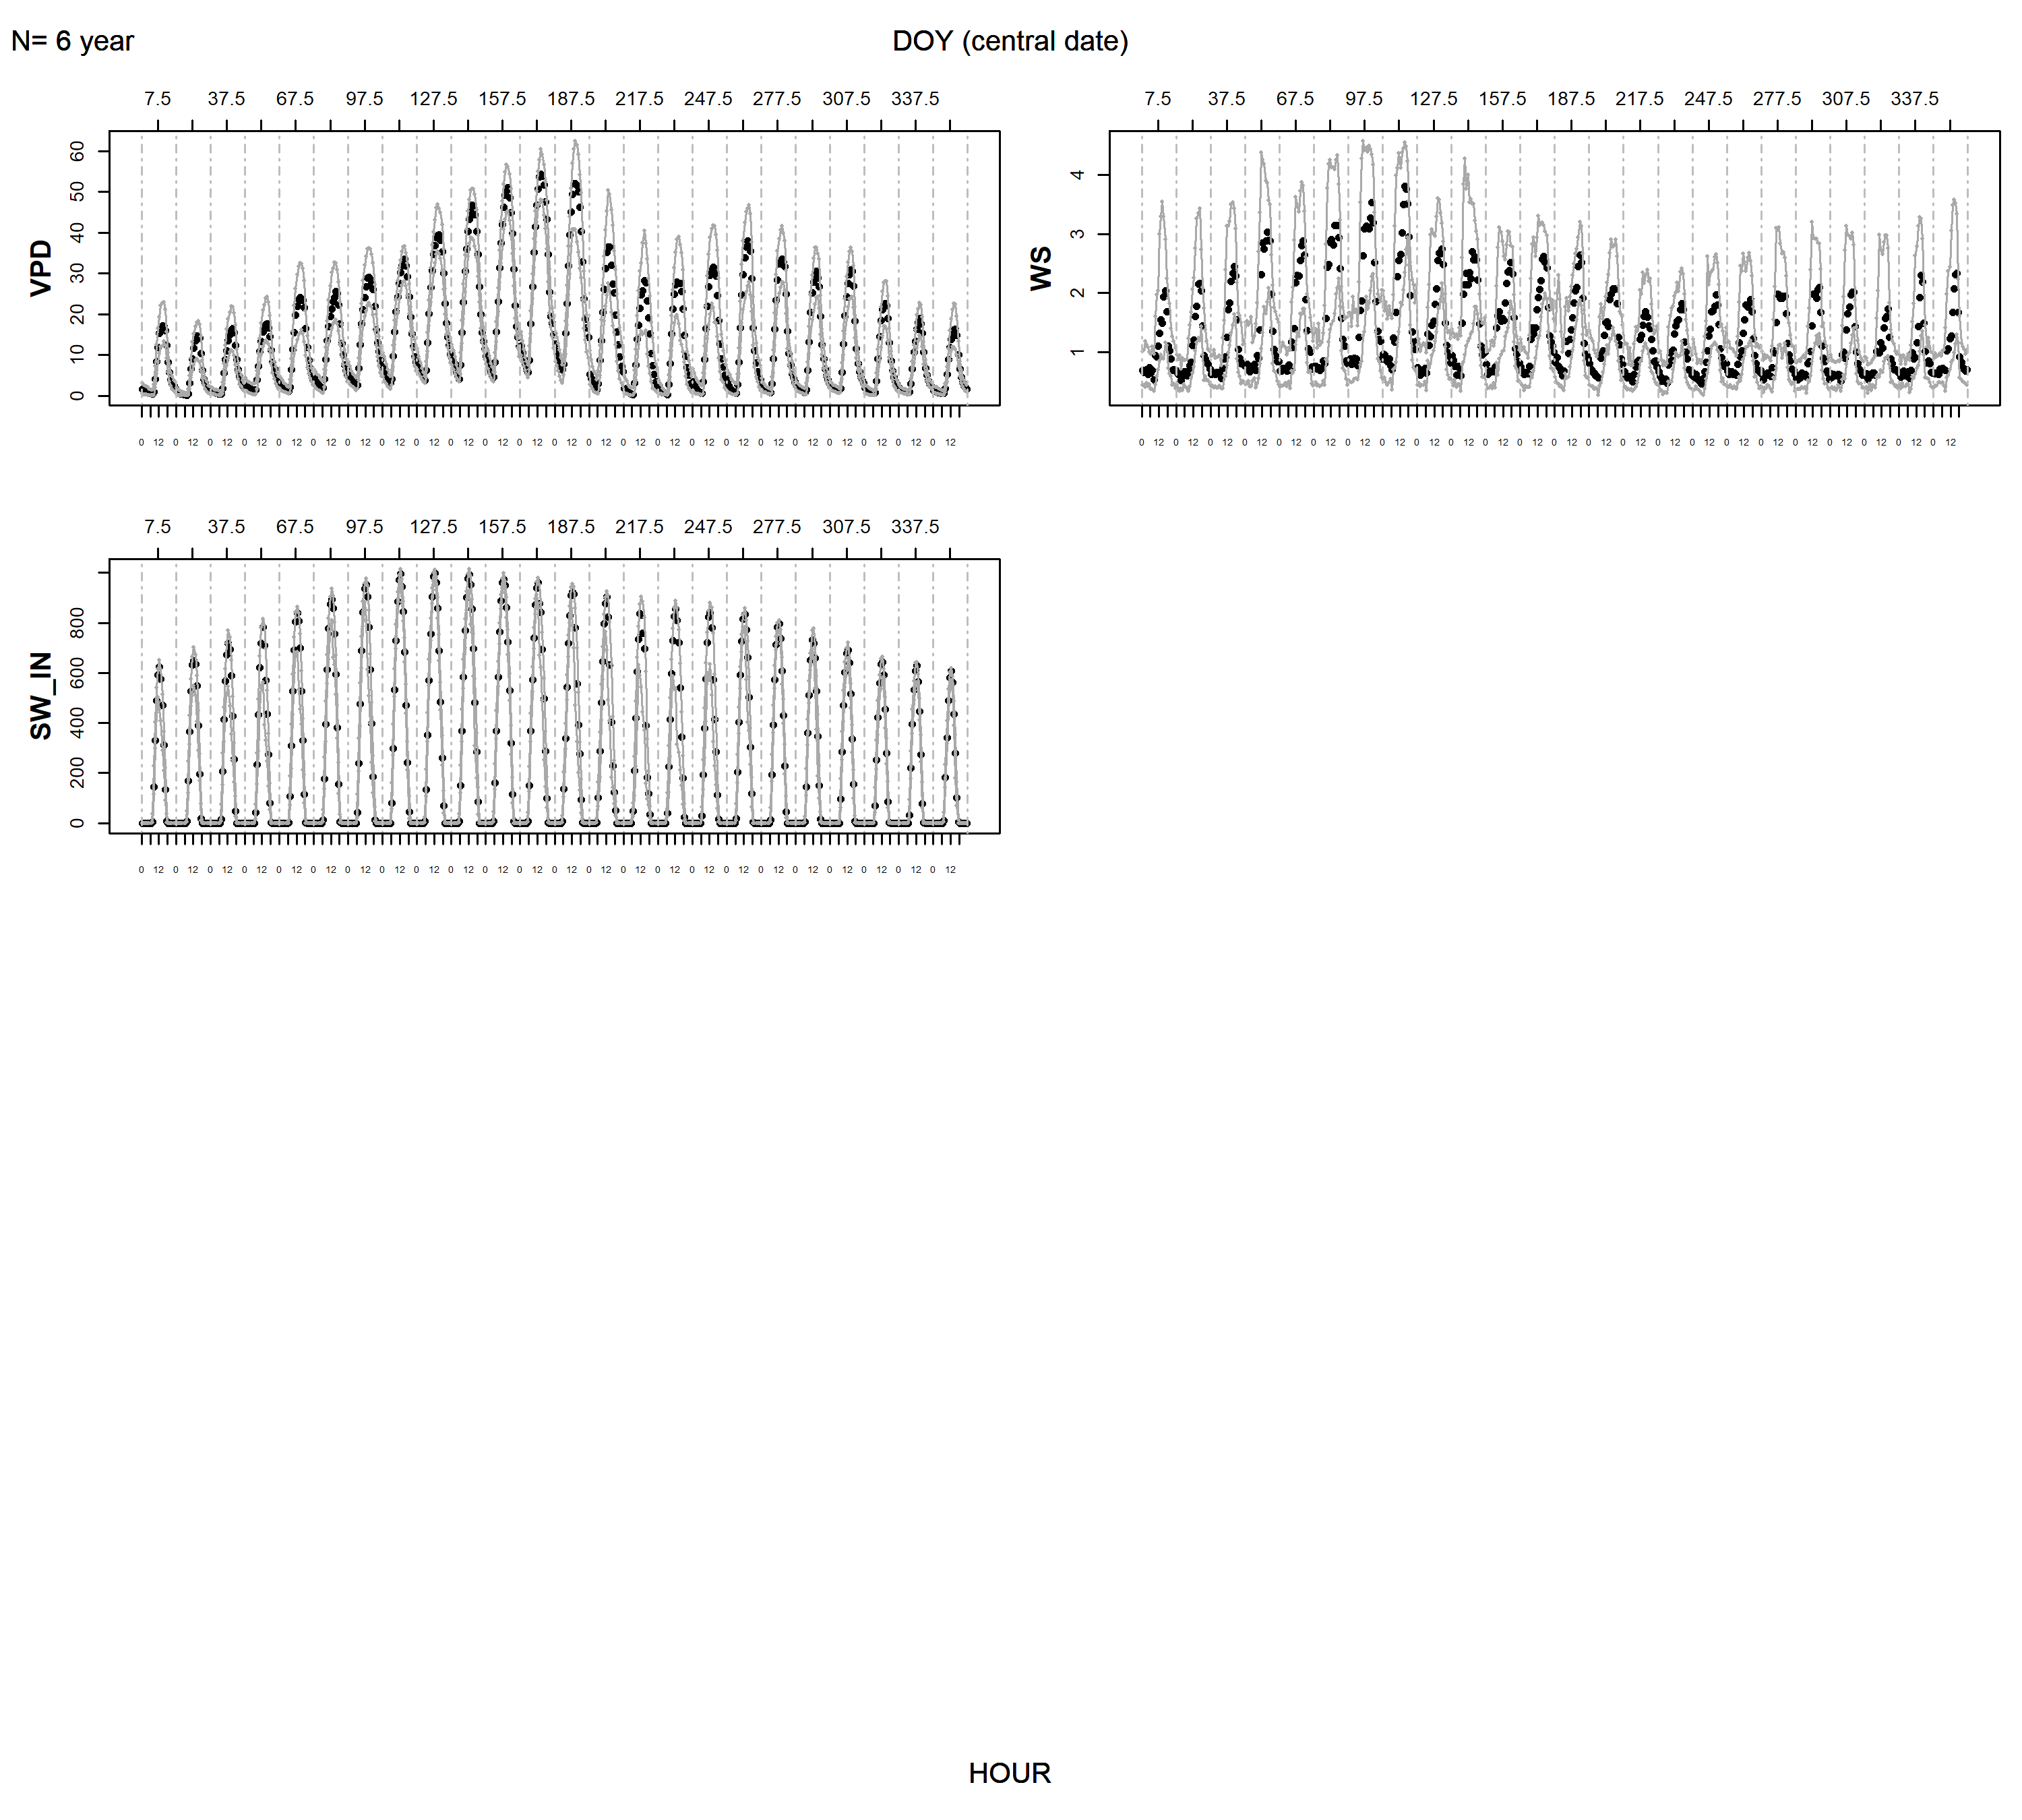 N= 6 year
DOY (central date)
7.5 37.5 67.5 97.5 127.5 157.5 187.5 217.5 247.5 277.5 307.5 337.5
VPD
60
50
40
30
20
10
0
0 12 0 12 0 12 0 12 0 12 0 12 0 12 0 12 0 12 0 12 0 12 0 12 0 12 0 12 0 12 0 12 0 12 0 12 0 12 0 12 0 12 0 12 0 12 0 12
7.5 37.5 67.5 97.5 127.5 157.5 187.5 217.5 247.5 277.5 307.5 337.5
WS
4
3
2
1
0 12 0 12 0 12 0 12 0 12 0 12 0 12 0 12 0 12 0 12 0 12 0 12 0 12 0 12 0 12 0 12 0 12 0 12 0 12 0 12 0 12 0 12 0 12 0 12
7.5 37.5 67.5 97.5 127.5 157.5 187.5 217.5 247.5 277.5 307.5 337.5
SW_IN
800
600
400
200
0
0 12 0 12 0 12 0 12 0 12 0 12 0 12 0 12 0 12 0 12 0 12 0 12 0 12 0 12 0 12 0 12 0 12 0 12 0 12 0 12 0 12 0 12 0 12 0 12
HOUR